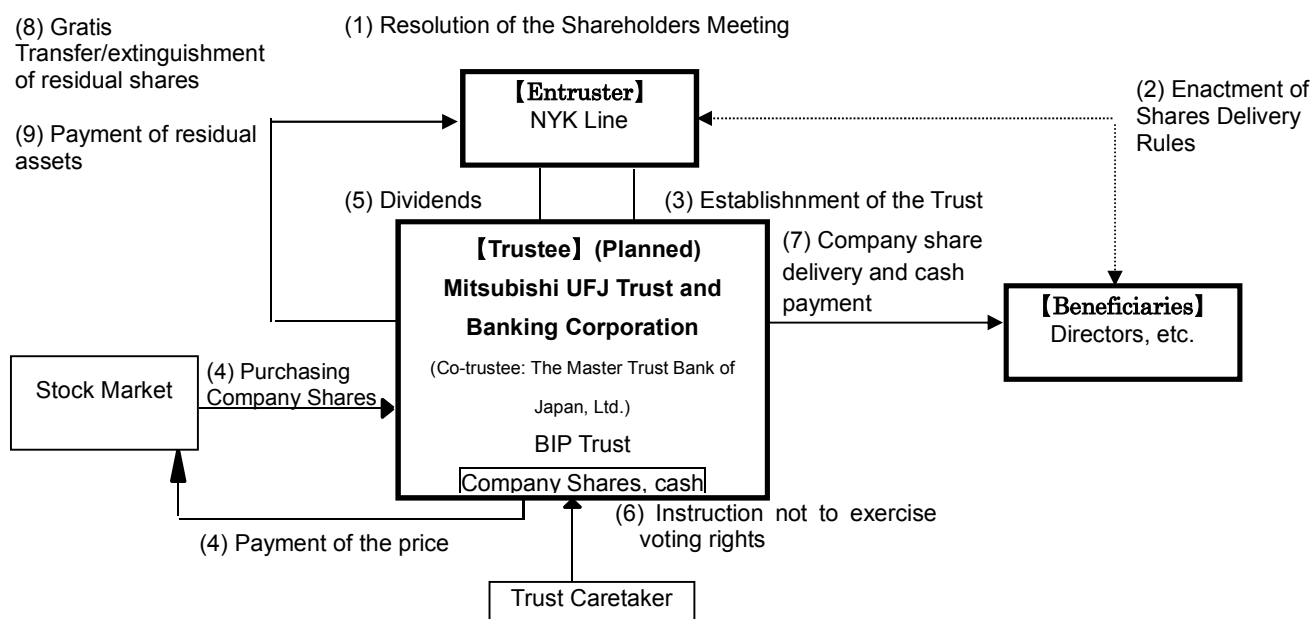 (8) Gratis
Transfer/extinguishment
of residual shares
(1) Resolution of the Shareholders Meeting
【Entruster】
NYK Line
(2) Enactment of
Shares Delivery
Rules
(9) Payment of residual
assets
(5) Dividends
(3) Establishnment of the Trust
【Trustee】(Planned)
Mitsubishi UFJ Trust and
Banking Corporation
(Co-trustee: The Master Trust Bank of
Japan, Ltd.)
BIP Trust
Company Shares, cash
(7) Company share
delivery and cash
payment
【Beneficiaries】
Directors, etc.
Stock Market
(4) Purchasing
Company Shares
(4) Payment of the price
(6) Instruction not to exercise
voting rights
Trust Caretaker